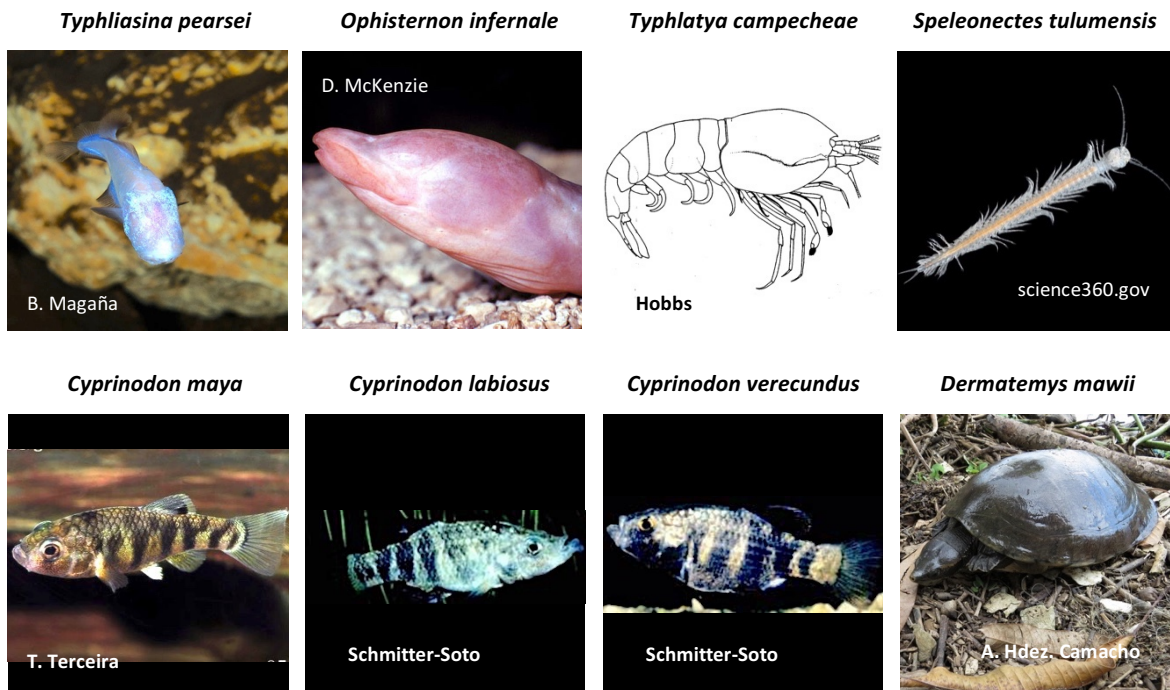 Typhliasina pearsei
Ophisternon infernale
Typhlatya campecheae
Speleonectes tulumensis
B. Magaña
D. McKenzie
Hobbs
science360.gov
Cyprinodon maya
Cyprinodon labiosus
Cyprinodon verecundus
Dermatemys mawii
T. Terceira
Schmitter-Soto
Schmitter-Soto
A. Hdez. Camacho